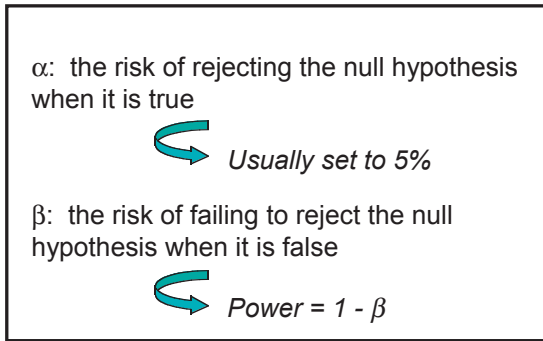 α: the risk of rejecting the null hypothesis
when it is true
Usually set to 5%
β: the risk of failing to reject the null
hypothesis when it is false
Power = 1 - β